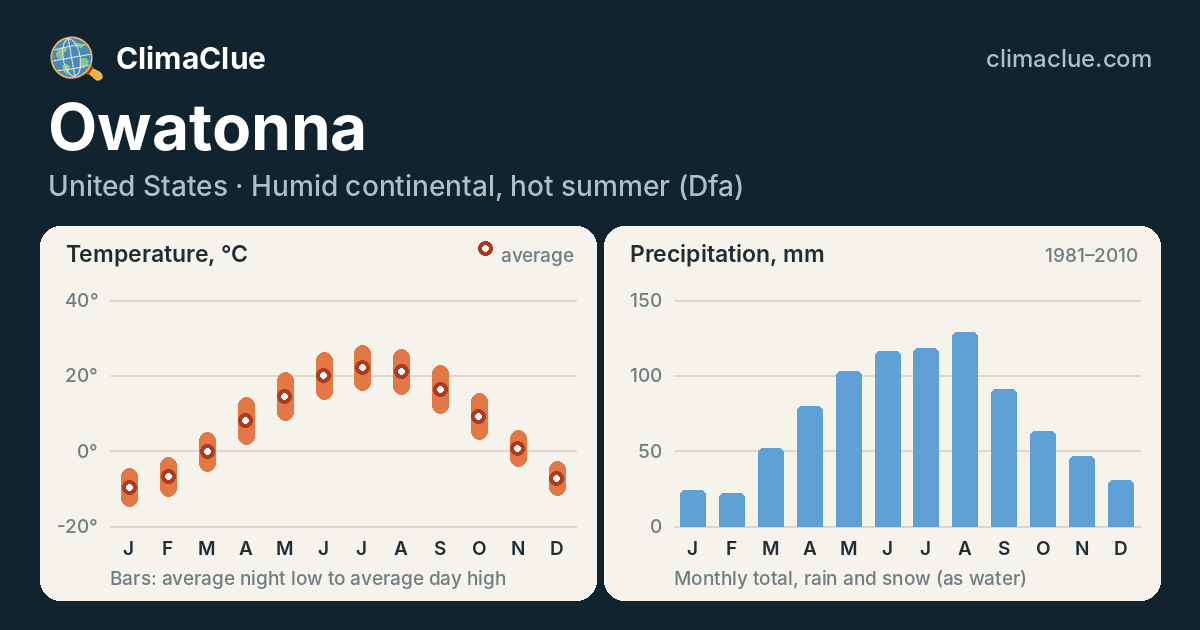 ClimaClue
climaclue.com
Owatonna
United States · Humid continental, hot summer (Dfa)
Temperature, °C
average
40°
20°
0°
-20°
J F M A M J J A S O N D
Bars: average night low to average day high
Precipitation, mm
1981–2010
150
100
50
0
J F M A M J J A S O N D
Monthly total, rain and snow (as water)